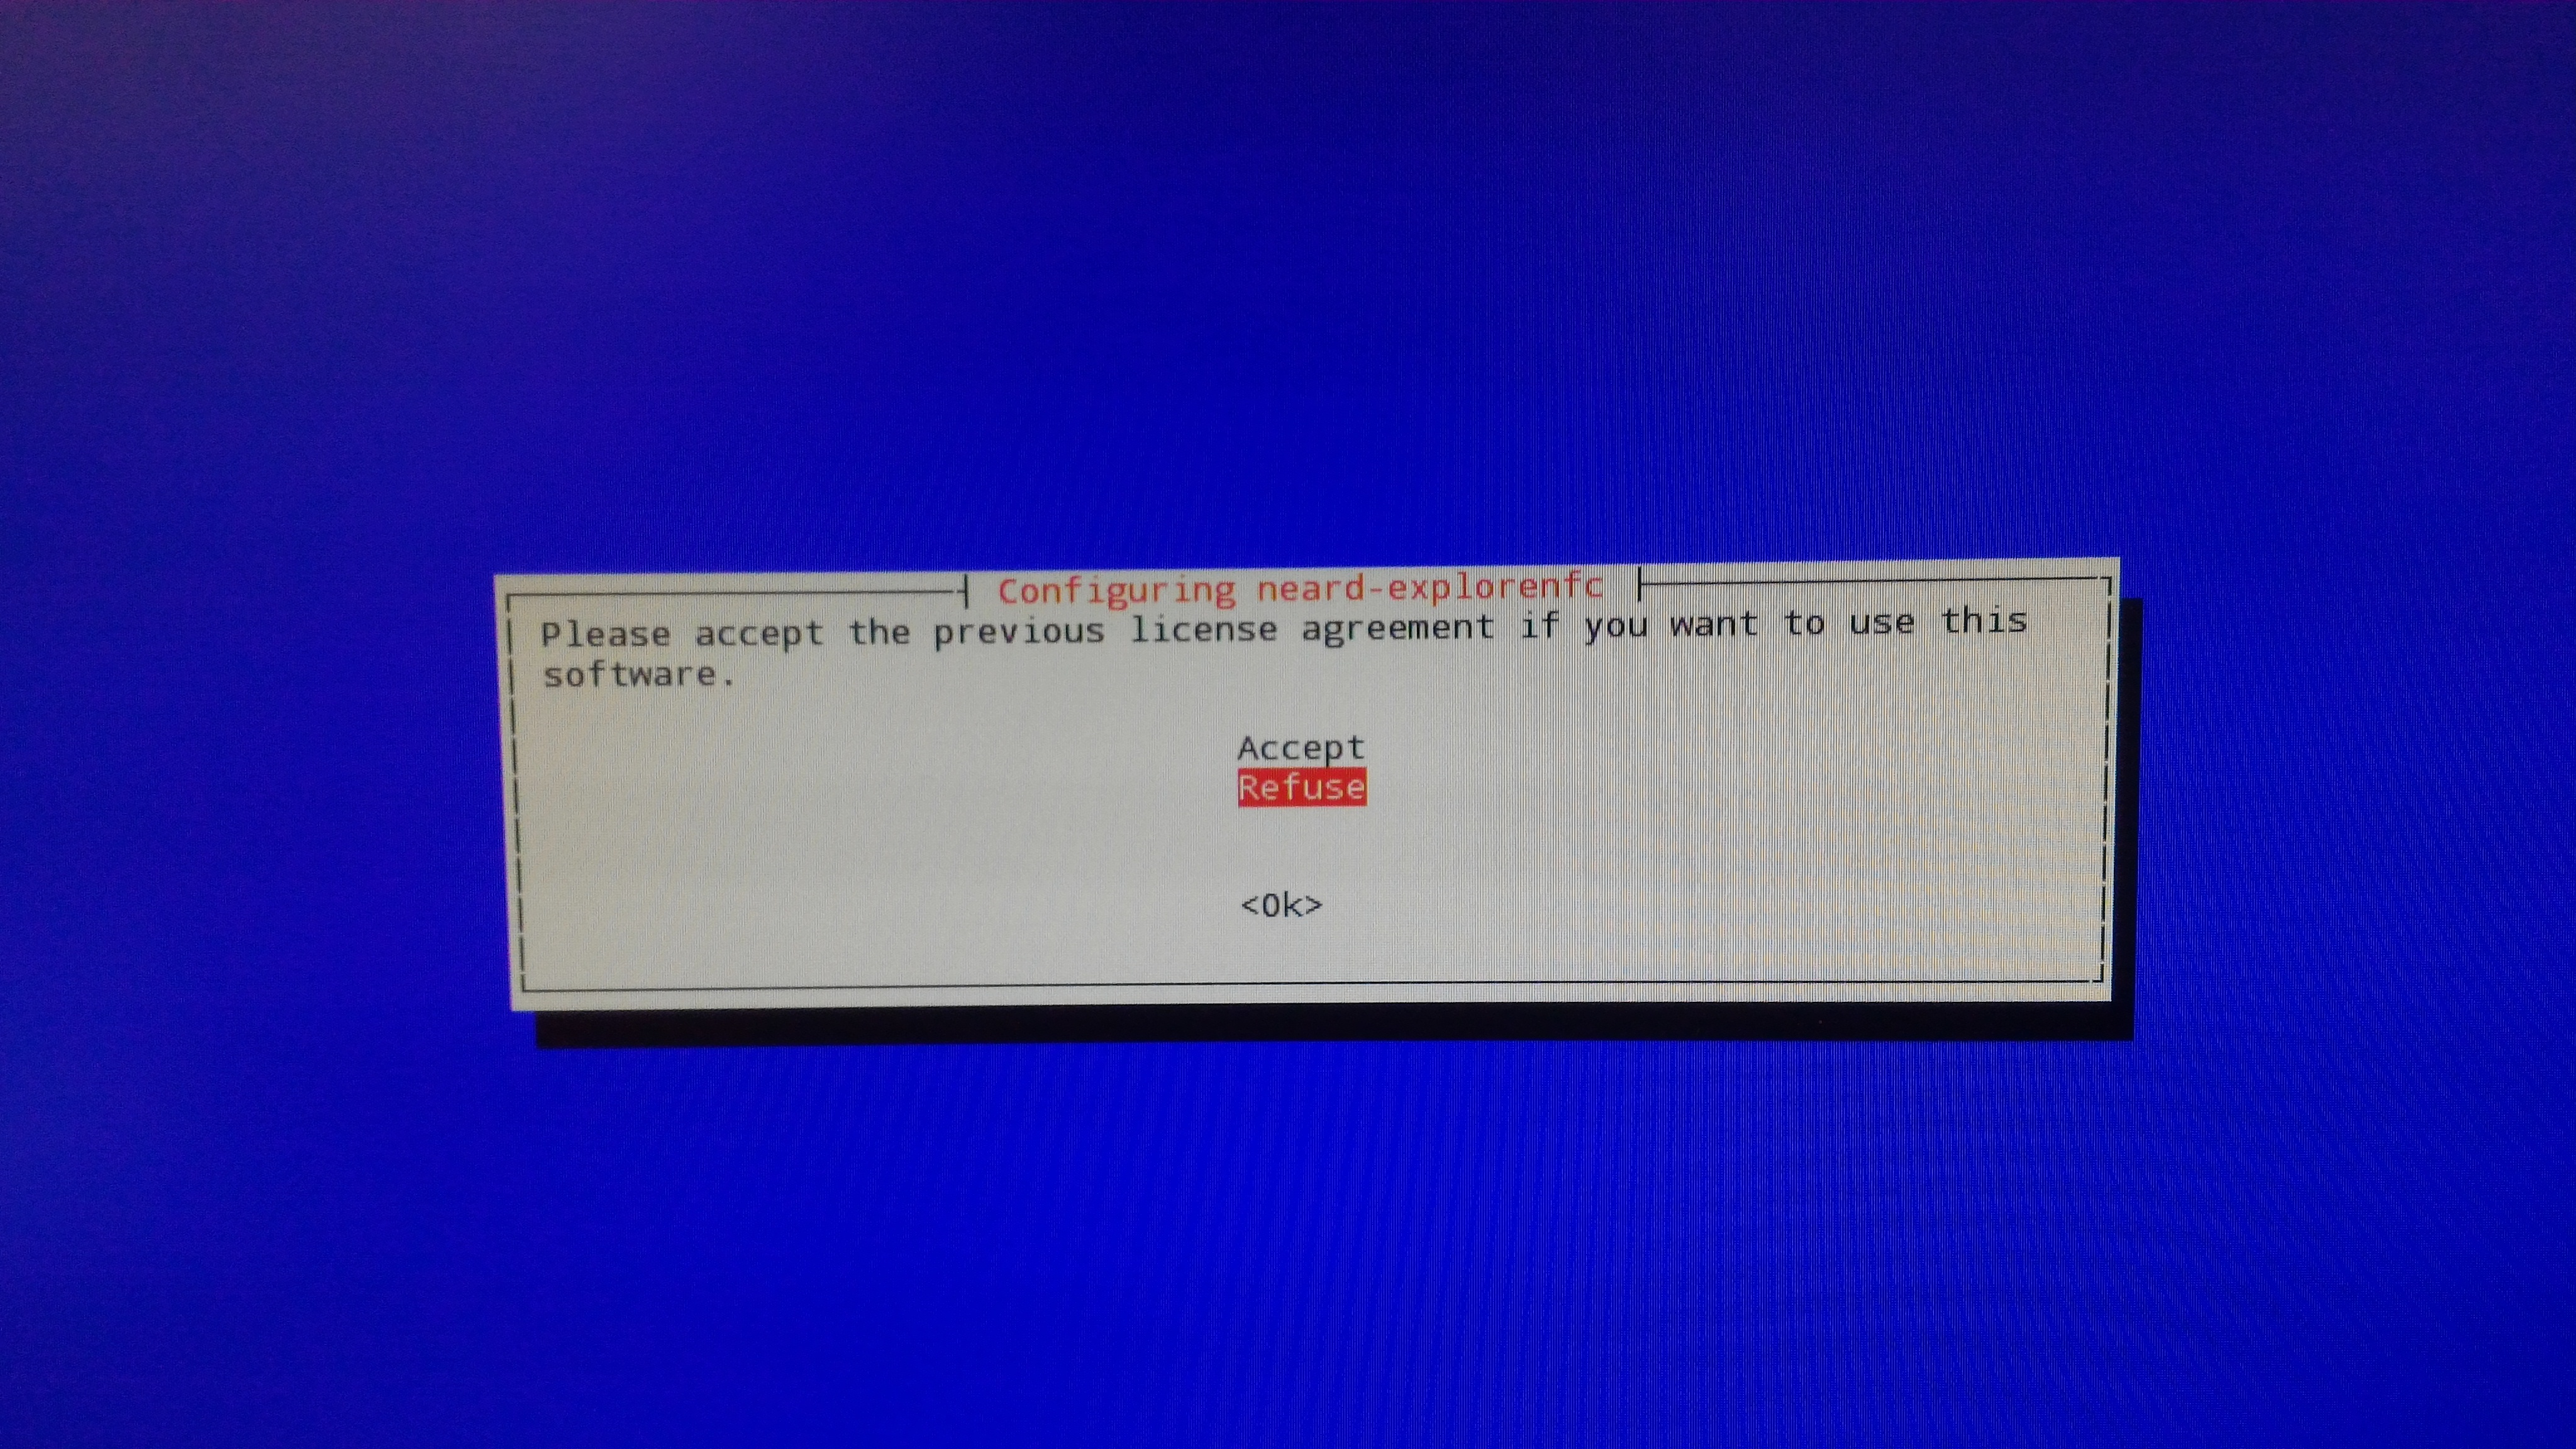 Configuring neard-explorenfc
Please accept the previous license agreement if you want to use this
software.
Accept
Refuse
<Ok>